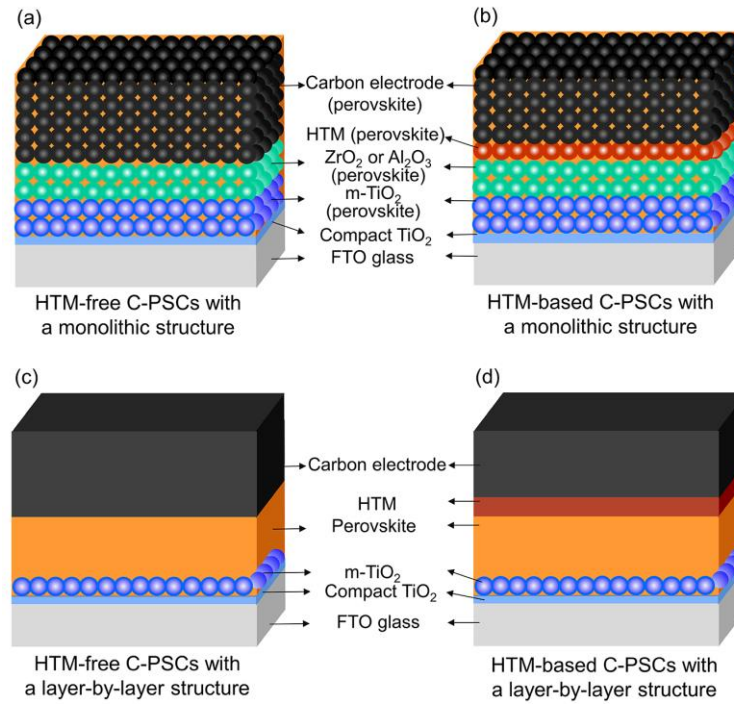 (a)
(b)
Carbon electrode
(perovskite)
HTM (perovskite)
ZrO₂ or Al₂O₃
(perovskite)
m-TiO₂
(perovskite)
Compact TiO₂
FTO glass
HTM-free C-PSCs with
a monolithic structure
HTM-based C-PSCs with
a monolithic structure
(c)
(d)
Carbon electrode
HTM
Perovskite
m-TiO₂
Compact TiO₂
FTO glass
HTM-free C-PSCs with
a layer-by-layer structure
HTM-based C-PSCs with
a layer-by-layer structure